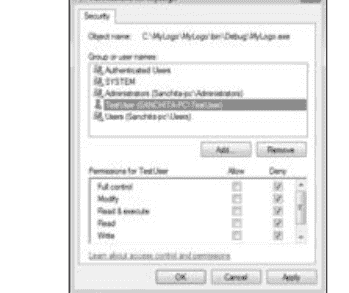 Security
Object name: C:\MyLogo\MyLogo\bin\Debug\MyLogo.exe
Group or user names:
Authenticated Users
SYSTEM
Administrators (Sanchita-pc\Administrators)
TestUser (SANCHITA-PC\TestUser)
Users (Sanchita-pc\Users)
Add... Remove
Permissions for TestUser Allow Deny
Full control
Modify
Read & execute
Read
Write
Learn about access control and permissions
OK Cancel Apply